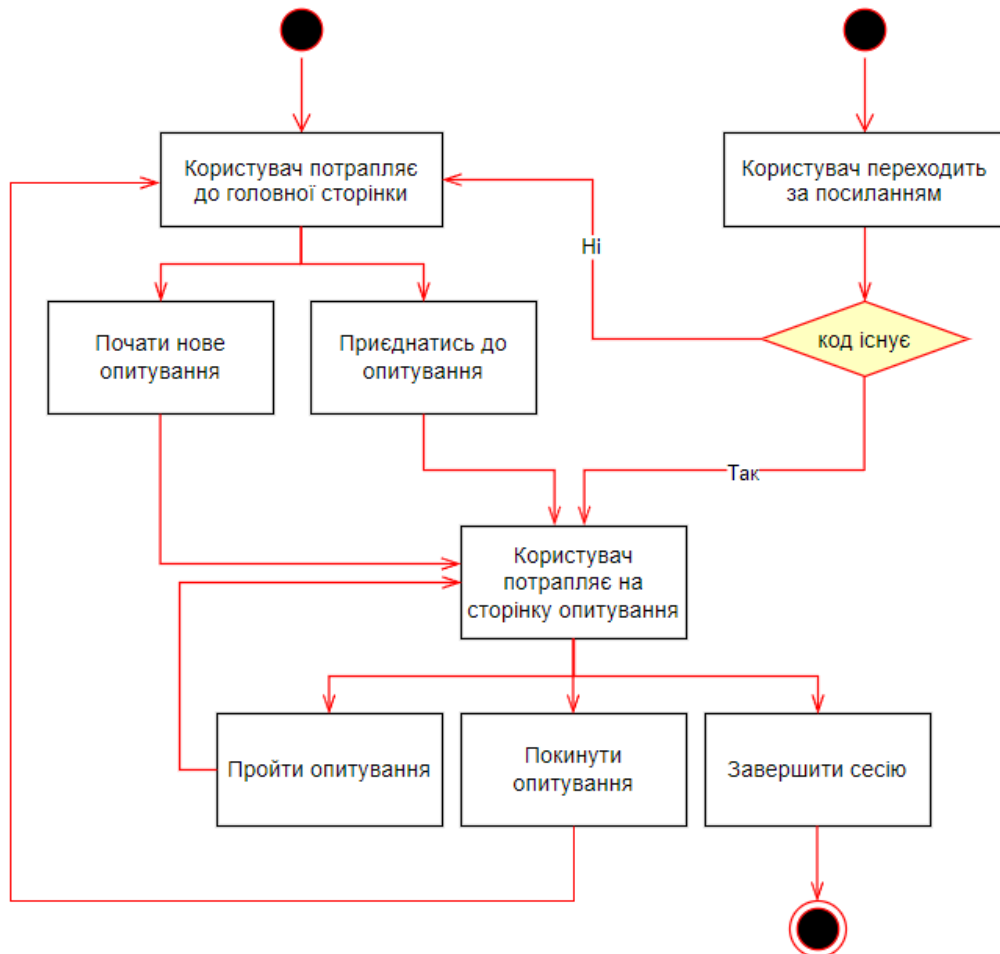 Користувач потрапляє
до головної сторінки
Користувач переходить
за посиланням
Ні
Почати нове
опитування
Приєднатись до
опитування
код існує
Так
Користувач
потрапляє на
сторінку опитування
Пройти опитування
Покинути
опитування
Завершити сесію